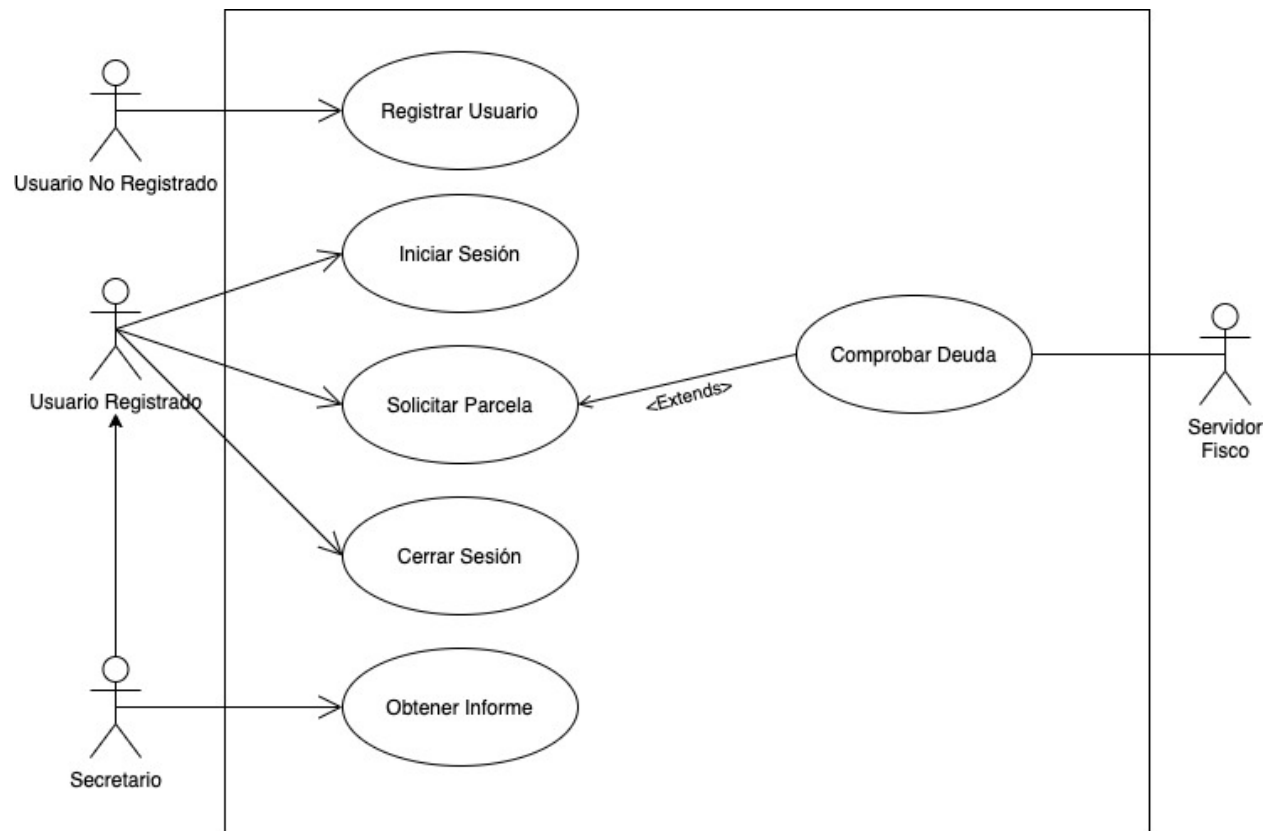 Registrar Usuario
Usuario No Registrado
Iniciar Sesión
Comprobar Deuda
Usuario Registrado
Solicitar Parcela
<Extends>
Servidor
Fisco
Cerrar Sesión
Obtener Informe
Secretario